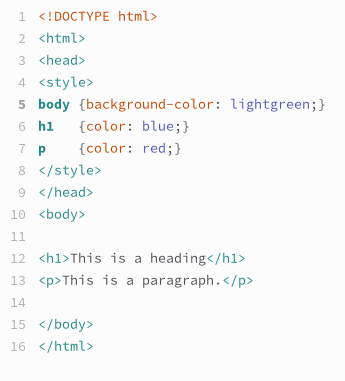 1 <!DOCTYPE html>
2 <html>
3 <head>
4 <style>
5 body {background-color: lightgreen;}
6 h1   {color: blue;}
7 p    {color: red;}
8 </style>
9 </head>
10 <body>
11
12 <h1>This is a heading</h1>
13 <p>This is a paragraph.</p>
14
15 </body>
16 </html>